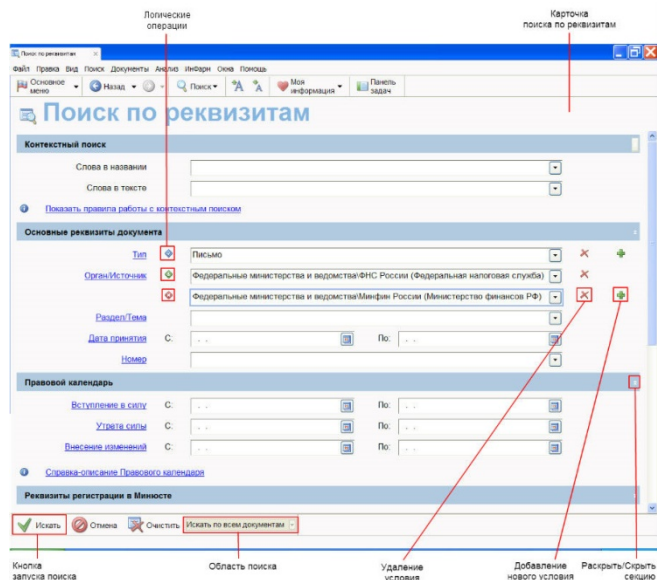 Логические
операции
Карточка
поиска по реквизитам
Поиск по реквизитам
Файл Правка Вид Поиск Документы Анализ Инфарм Окна Помощь
Основное меню Назад Поиск Моя информация Панель задач
Поиск по реквизитам
Контекстный поиск
Слова в названии
Слова в тексте
Показать правила работы с контекстным поиском
Основные реквизиты документа
Тип Письмо
Орган/Источник Федеральные министерства и ведомства\ФНС России (Федеральная налоговая служба)
Федеральные министерства и ведомства\Минфин России (Министерство финансов РФ)
Раздел/Тема
Дата принятия С: По:
Номер
Правовой календарь
Вступление в силу С: По:
Утрата силы С: По:
Внесение изменений С: По:
Справка-описание Правового календаря
Реквизиты регистрации в Минюсте
Искать Отмена Очистить Искать по всем документам
Кнопка
запуска поиска
Область поиска
Удаление
условия
Добавление
нового условия
Раскрыть/Скрыть
секцию